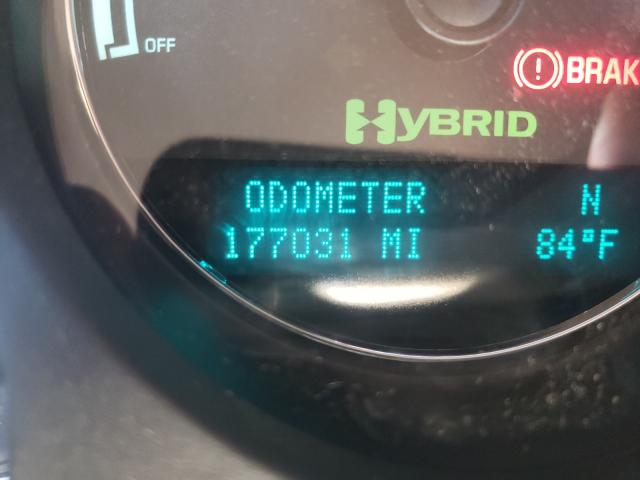 OFF
BRAK
HYBRID
ODOMETER N
177031 MI 84°F